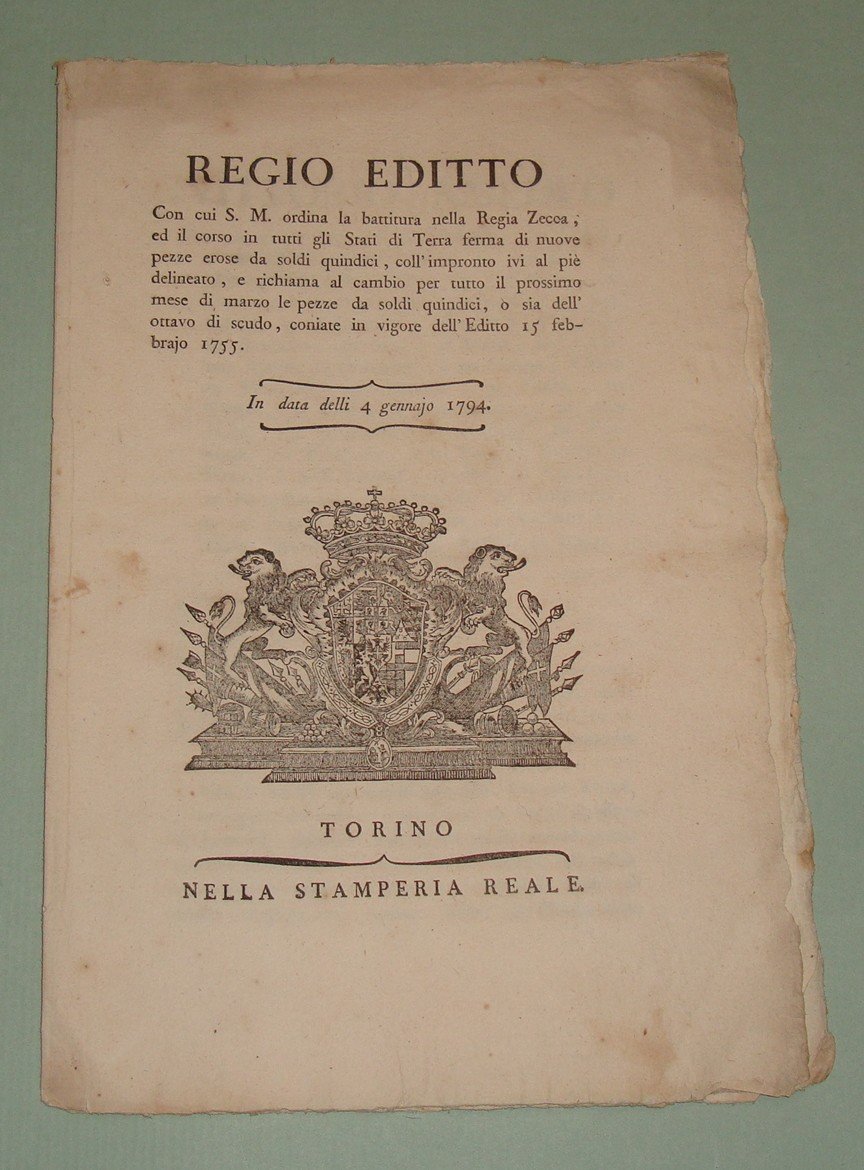 REGIO EDITTO
Con cui S. M. ordina la battitura nella Regia Zecca,
ed il corso in tutti gli Stati di Terra ferma di nuove
pezze erose da soldi quindici, coll'impronto ivi al piè
delineato, e richiama al cambio per tutto il prossimo
mese di marzo le pezze da soldi quindici, o sia dell'
ottavo di scudo, coniate in vigore dell'Editto 15 feb-
brajo 1755.
In data delli 4 gennajo 1794.
TORINO
NELLA STAMPERIA REALE.